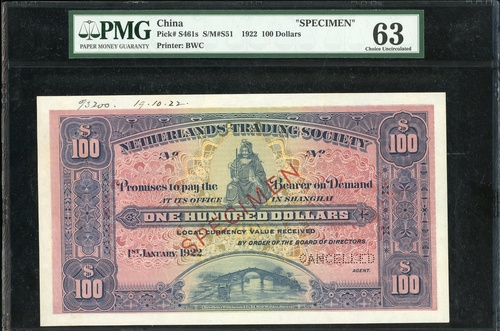 PMG
PAPER MONEY GUARANTY
China
"SPECIMEN"
Pick# S461s S/M#S51 1922 100 Dollars
Printer: BWC
63
Choice Uncirculated
93200. 19.10.22.
$ 100
$ 100
NETHERLANDS TRADING SOCIETY
No No
Promises to pay the Bearer on Demand
AT ITS OFFICE IN SHANGHAI
ONE HUNDRED DOLLARS
LOCAL CURRENCY VALUE RECEIVED
BY ORDER OF THE BOARD OF DIRECTORS.
1st January 1922
SPECIMEN
CANCELLED
AGENT.
$ 100
$ 100